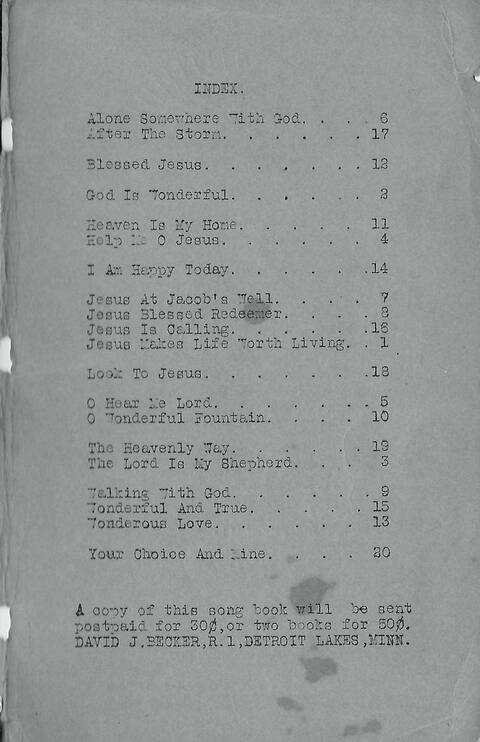 INDEX.
Alone Somewhere With God. . . . 6
After The Storm. . . . . . 17
Blessed Jesus. . . . . . . 12
God Is Wonderful. . . . . . 2
Heaven Is My Home. . . . . 11
Help Me O Jesus. . . . . . 4
I Am Happy Today. . . . . .14
Jesus At Jacob's Well. . . . 7
Jesus Blessed Redeemer. . . . 8
Jesus Is Calling. . . . . .16
Jesus Makes Life Worth Living. . 1
Look To Jesus. . . . . . .18
O Hear Me Lord. . . . . . . 5
O Wonderful Fountain. . . . . 10
The Heavenly Way. . . . . . 19
The Lord Is My Shepherd. . . . 3
Walking With God. . . . . . 9
Wonderful And True. . . . . 15
Wonderous Love. . . . . . . 13
Your Choice And Mine. . . . . 20
A copy of this song book will be sent
postpaid for 30¢,or two books for 50¢.
DAVID J.BECKER,R.1,DETROIT LAKES,MINN.